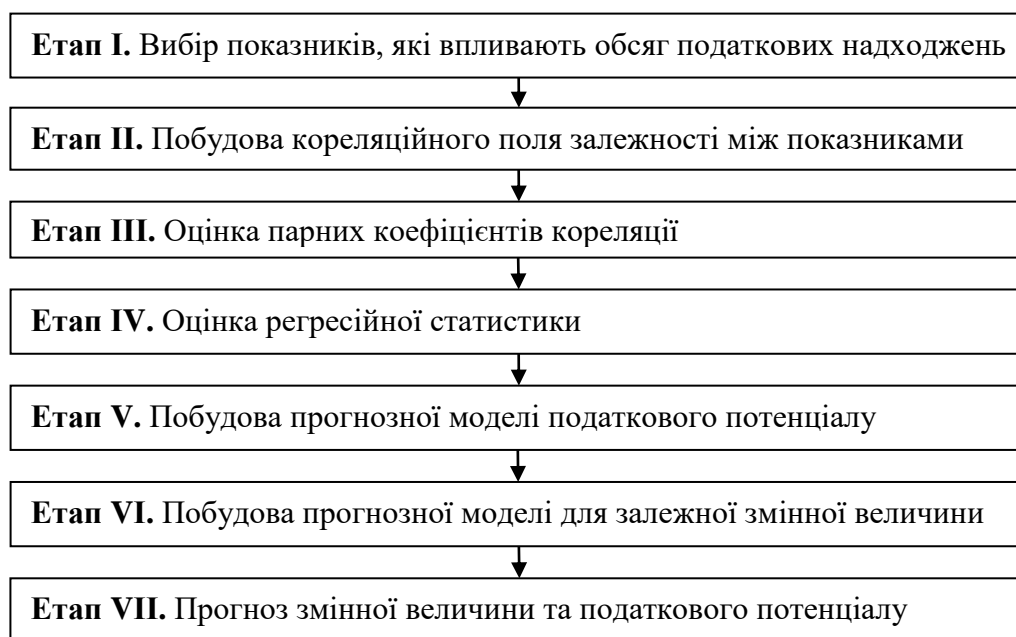 Етап I. Вибір показників, які впливають обсяг податкових надходжень
Етап II. Побудова кореляційного поля залежності між показниками
Етап III. Оцінка парних коефіцієнтів кореляції
Етап IV. Оцінка регресійної статистики
Етап V. Побудова прогнозної моделі податкового потенціалу
Етап VI. Побудова прогнозної моделі для залежної змінної величини
Етап VII. Прогноз змінної величини та податкового потенціалу